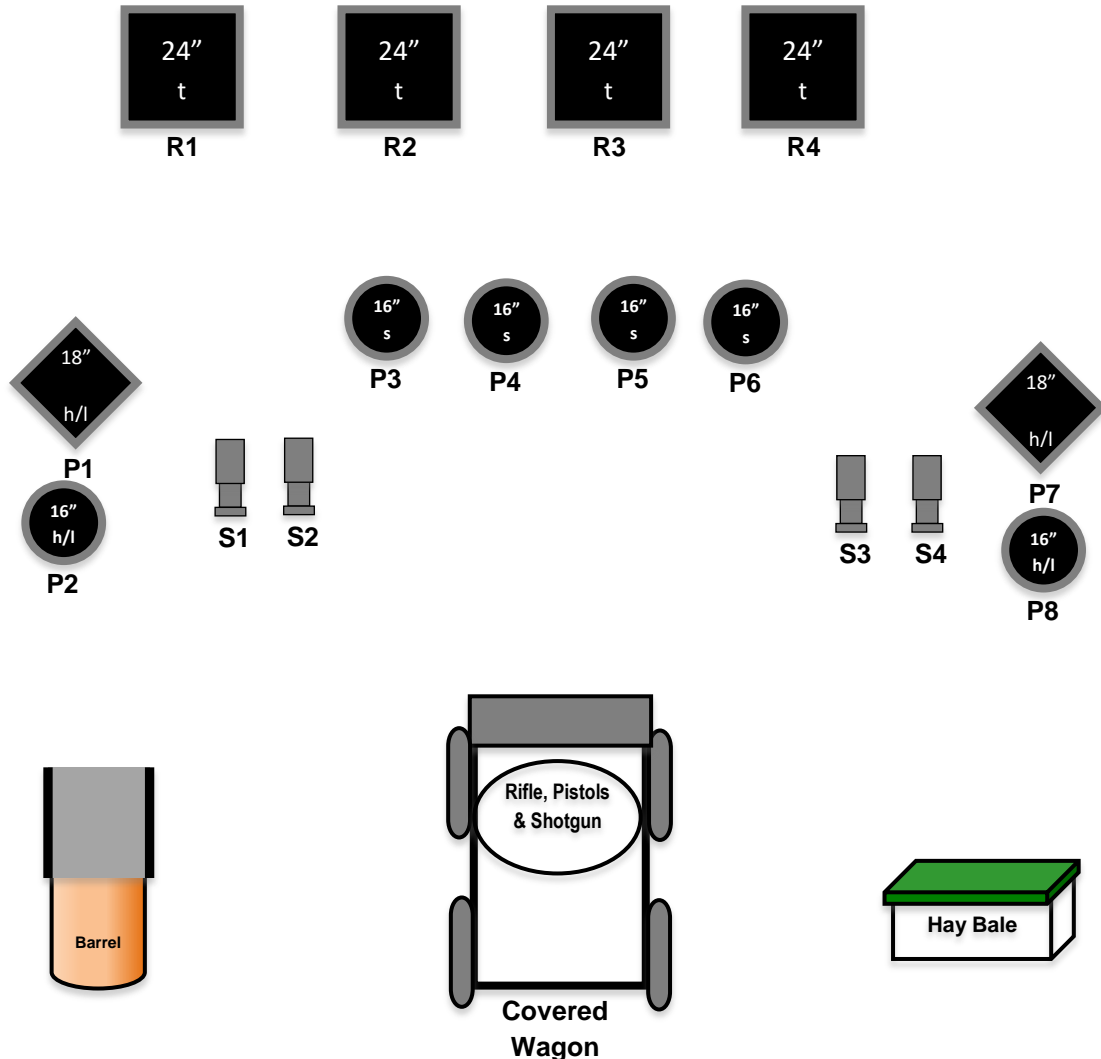 24”
t
24”
t
24”
t
24”
t
R1
R2
R3
R4
16”
s
16”
s
16”
s
16”
s
P3
P4
P5
P6
18”
h/l
P1
18”
h/l
P7
16”
h/l
P2
S1
S2
S3
S4
16”
h/l
P8
Rifle, Pistols
& Shotgun
Barrel
Hay Bale
Covered
Wagon